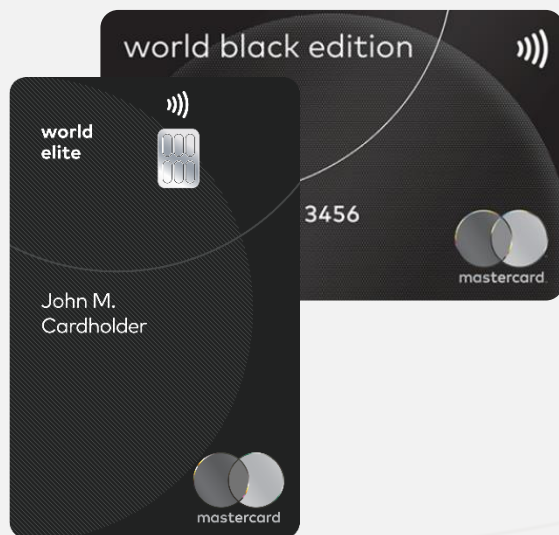 world black edition
3456
mastercard.
world
elite
John M.
Cardholder
mastercard